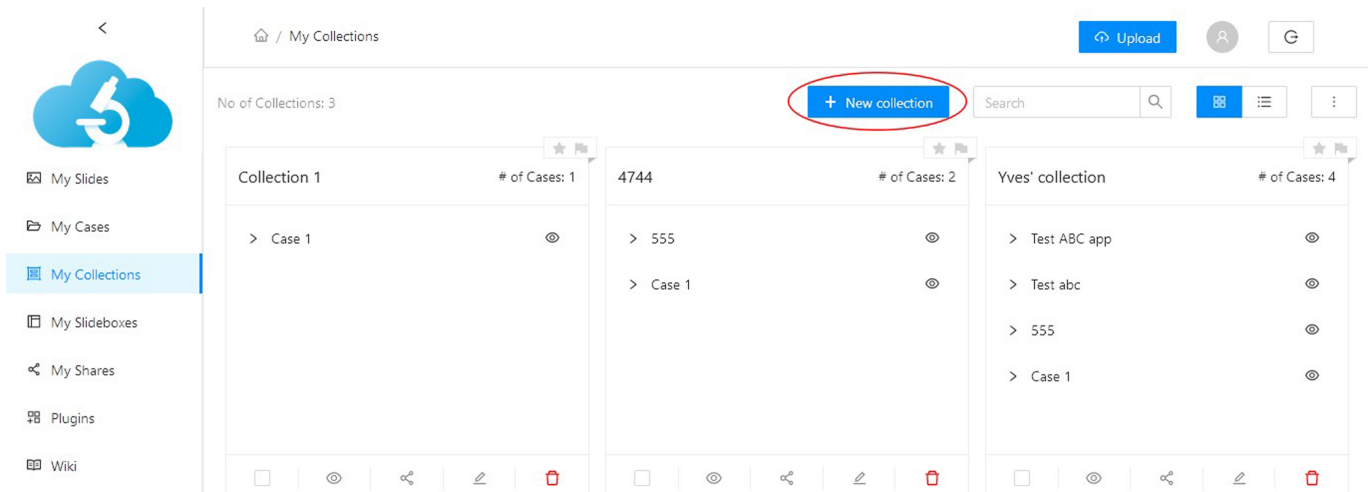 / My Collections
Upload
No of Collections: 3
+ New collection
Search
My Slides
My Cases
My Collections
My Slideboxes
My Shares
Plugins
Wiki
Collection 1 # of Cases: 1
Case 1
4744 # of Cases: 2
555
Case 1
Yves' collection # of Cases: 4
Test ABC app
Test abc
555
Case 1